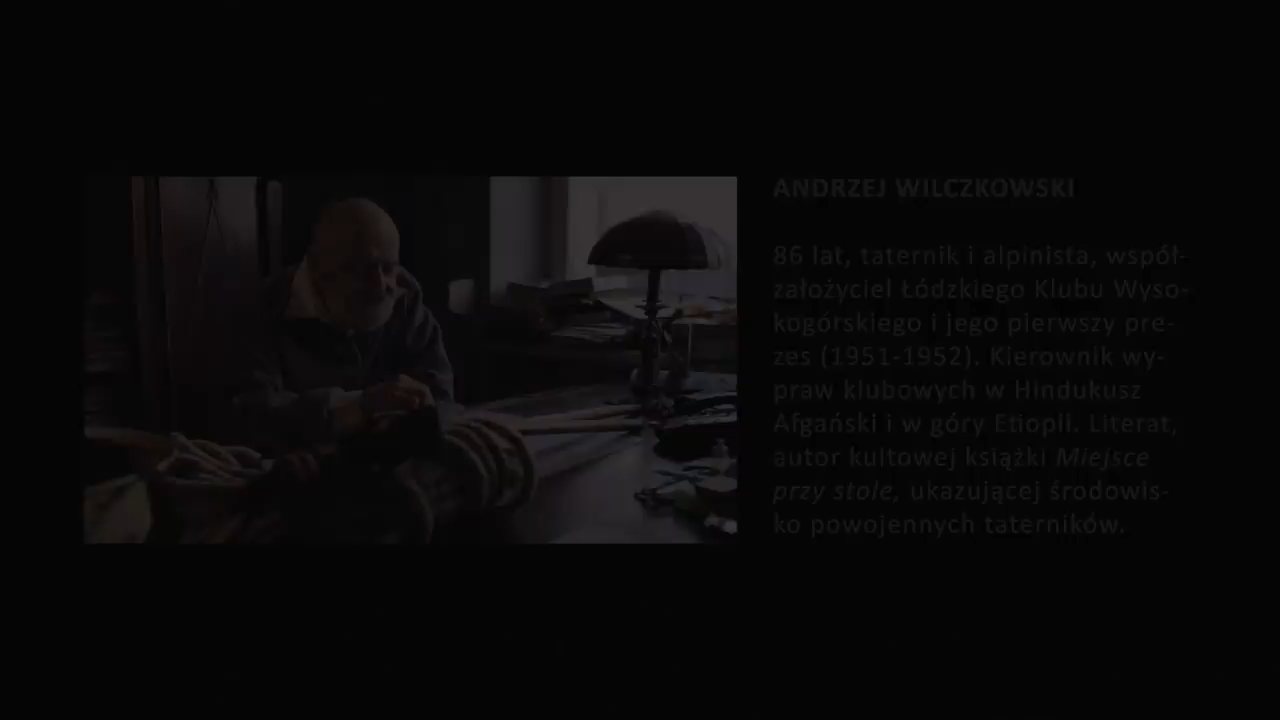 ANDRZEJ WILCZKOWSKI
86 lat, taternik i alpinista, współ-
założyciel Łódzkiego Klubu Wyso-
kogórskiego i jego pierwszy pre-
zes (1951-1952). Kierownik wy-
praw klubowych w Hindukusz
Afgański i w góry Etiopii. Literat,
autor kultowej książki Miejsce
przy stole, ukazującej środowis-
ko powojennych taterników.